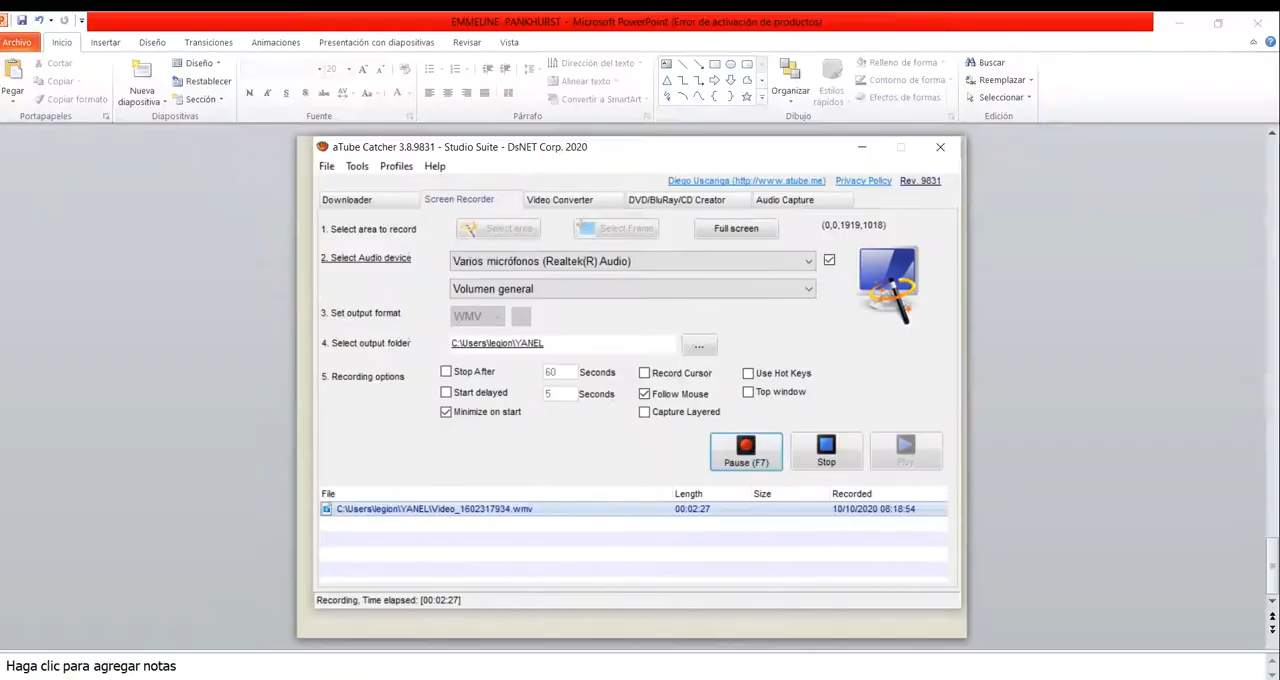 EMMELINE PANKHURST - Microsoft PowerPoint (Error de activación de productos)
Archivo Inicio Insertar Diseño Transiciones Animaciones Presentación con diapositivas Revisar Vista
Pegar
Cortar
Copiar
Copiar formato
Portapapeles
Nueva diapositiva
Diseño
Restablecer
Sección
Diapositivas
20
N K S S abc AV Aa A
Fuente
Dirección del texto
Alinear texto
Convertir a SmartArt
Párrafo
Organizar
Estilos rápidos
Relleno de forma
Contorno de forma
Efectos de formas
Dibujo
Buscar
Reemplazar
Seleccionar
Edición
aTube Catcher 3.8.9831 - Studio Suite - DsNET Corp. 2020
File Tools Profiles Help
Diego Uscanga (http://www.atube.me) Privacy Policy Rev. 9831
Downloader Screen Recorder Video Converter DVD/BluRay/CD Creator Audio Capture
1. Select area to record Select area Select Frame Full screen (0,0,1919,1018)
2. Select Audio device Varios micrófonos (Realtek(R) Audio)
Volumen general
3. Set output format WMV ...
4. Select output folder C:\Users\legion\YANEL ...
5. Recording options
Stop After 60 Seconds Record Cursor Use Hot Keys
Start delayed 5 Seconds Follow Mouse Top window
Minimize on start Capture Layered
Pause (F7) Stop Play
File Length Size Recorded
C:\Users\legion\YANEL\Video_1602317934.wmv 00:02:27 10/10/2020 08:18:54
Recording, Time elapsed: [00:02:27]
Haga clic para agregar notas